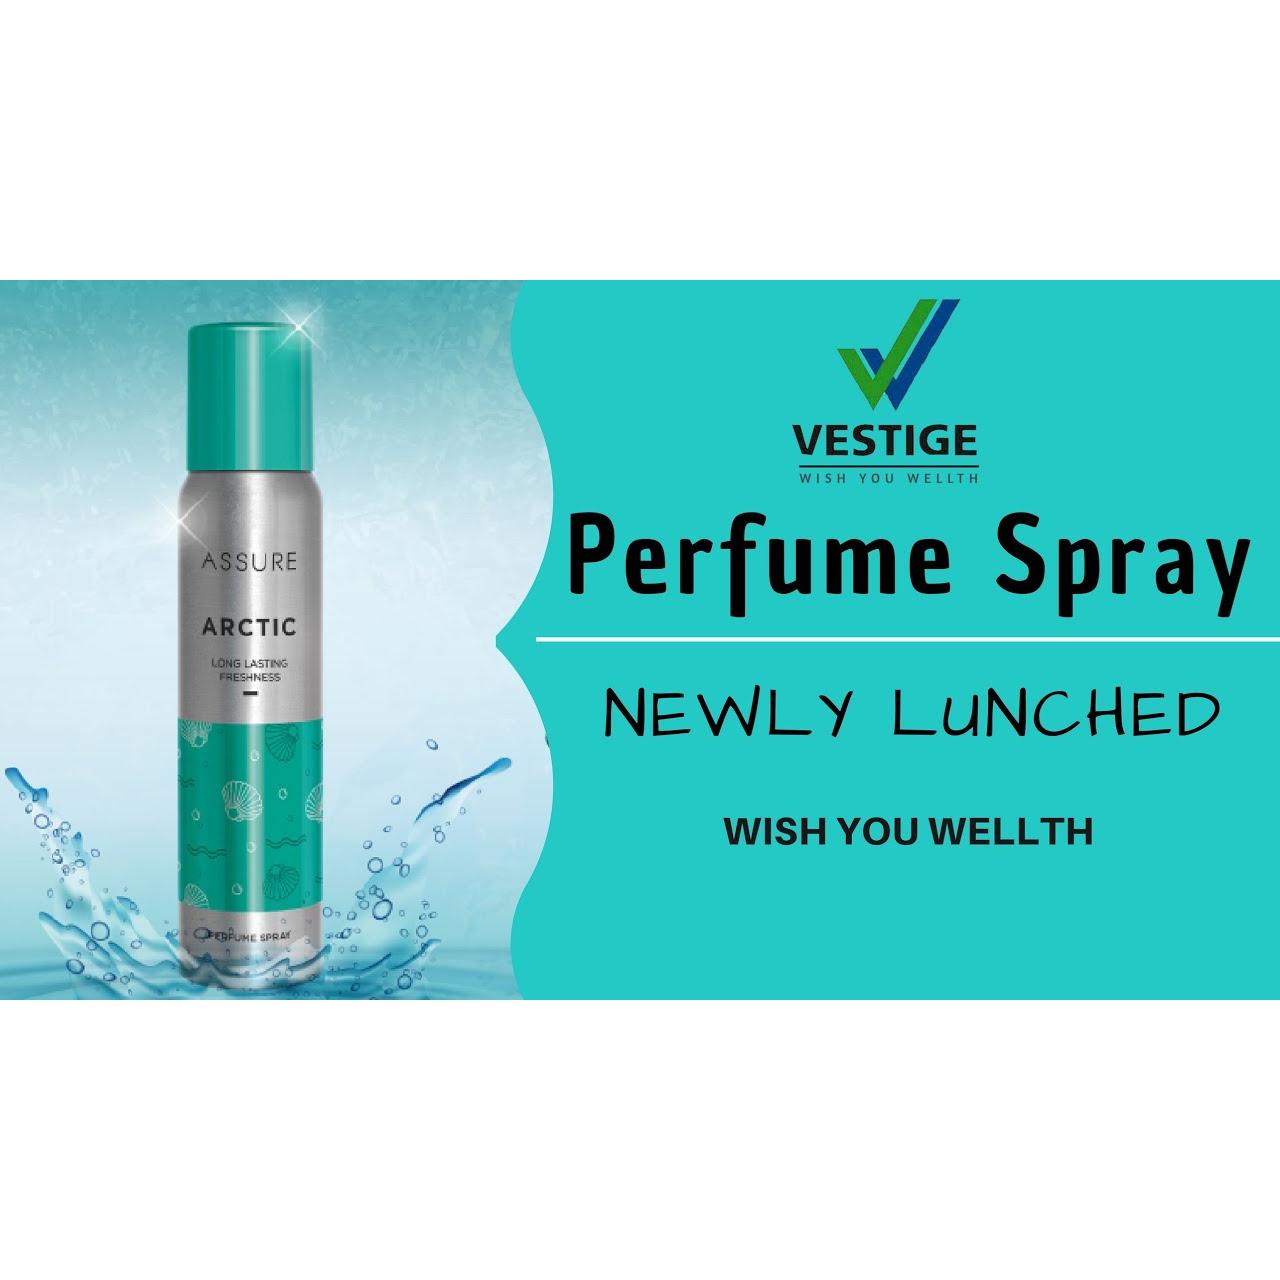 ASSURE
ARCTIC
LONG LASTING
FRESHNESS
PERFUME SPRAY
VESTIGE
WISH YOU WELLTH
Perfume Spray
NEWLY LUNCHED
WISH YOU WELLTH